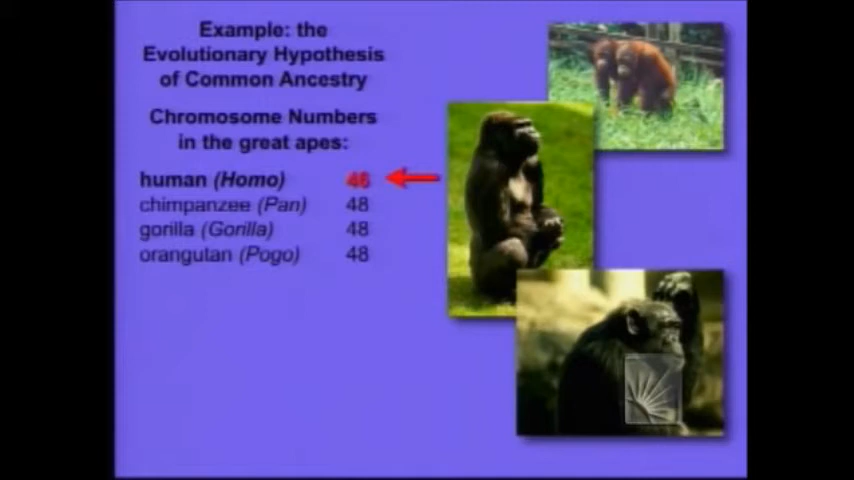 Example: the
Evolutionary Hypothesis
of Common Ancestry
Chromosome Numbers
in the great apes:
human (Homo) 46
chimpanzee (Pan) 48
gorilla (Gorilla) 48
orangutan (Pogo) 48